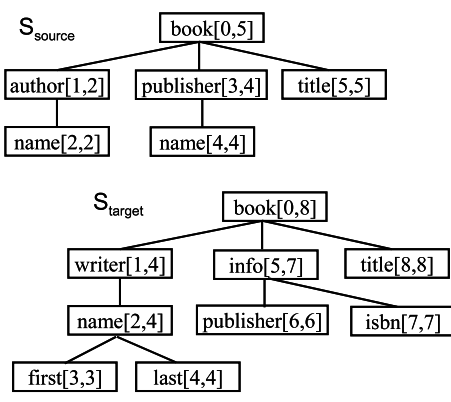 S_source
book[0,5]
author[1,2] publisher[3,4] title[5,5]
name[2,2] name[4,4]
S_target
book[0,8]
writer[1,4] info[5,7] title[8,8]
name[2,4] publisher[6,6] isbn[7,7]
first[3,3] last[4,4]